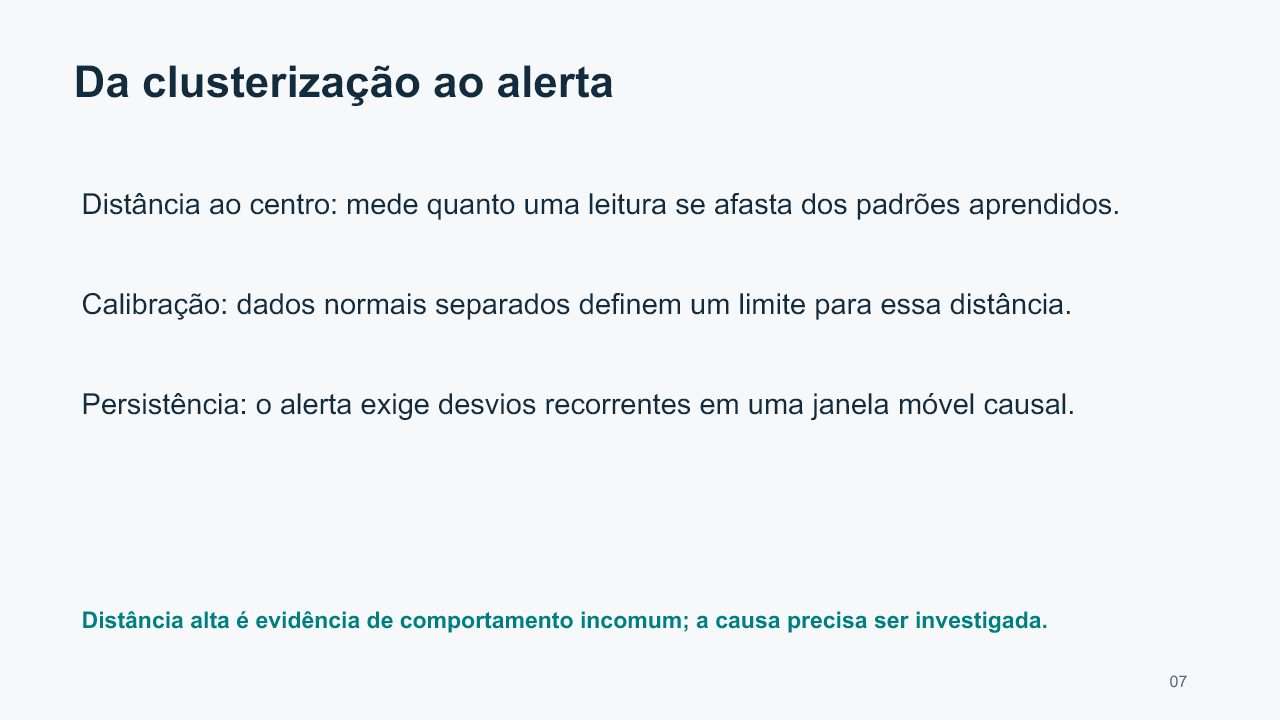 Da clusterização ao alerta
Distância ao centro: mede quanto uma leitura se afasta dos padrões aprendidos.
Calibração: dados normais separados definem um limite para essa distância.
Persistência: o alerta exige desvios recorrentes em uma janela móvel causal.
Distância alta é evidência de comportamento incomum; a causa precisa ser investigada.
07